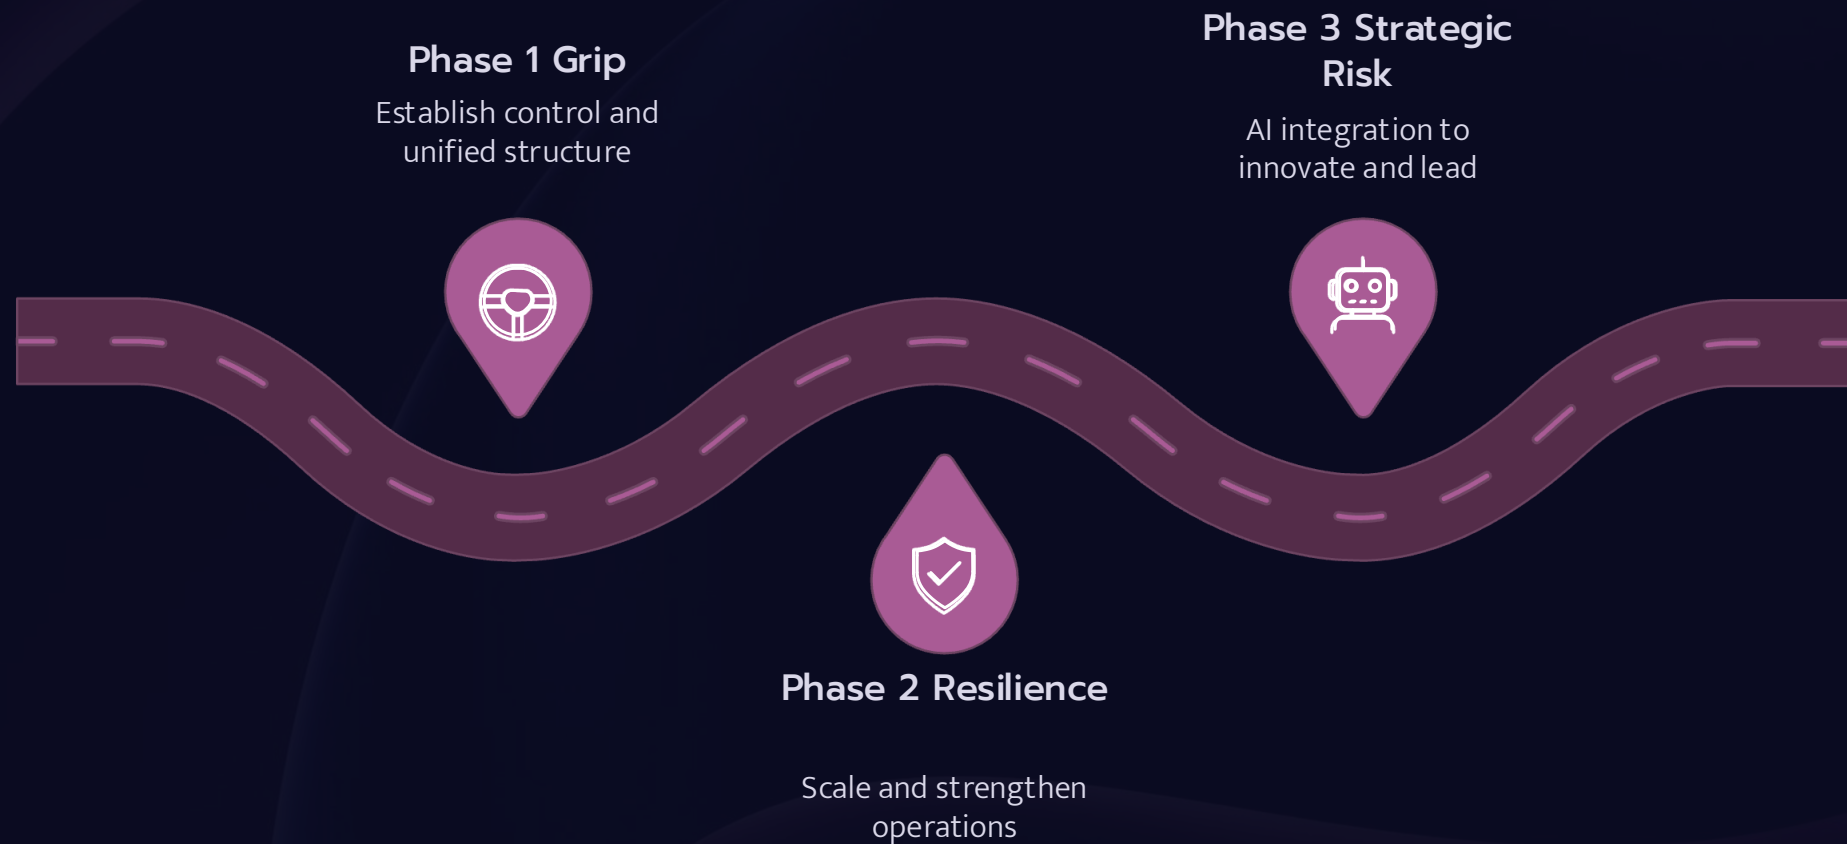 Phase 1 Grip
Establish control and
unified structure
Phase 2 Resilience
Scale and strengthen
operations
Phase 3 Strategic
Risk
AI integration to
innovate and lead